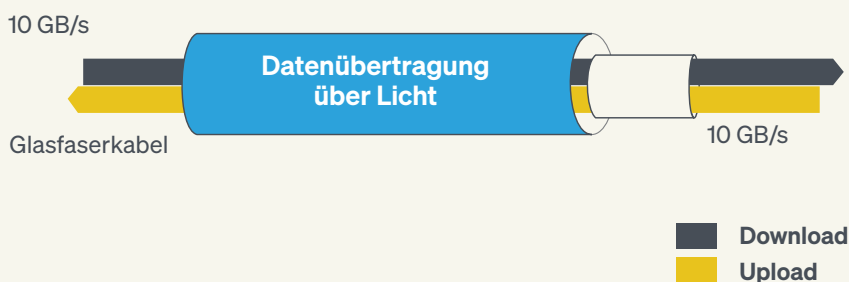 10 GB/s
Datenübertragung
über Licht
Glasfaserkabel
10 GB/s
Download
Upload